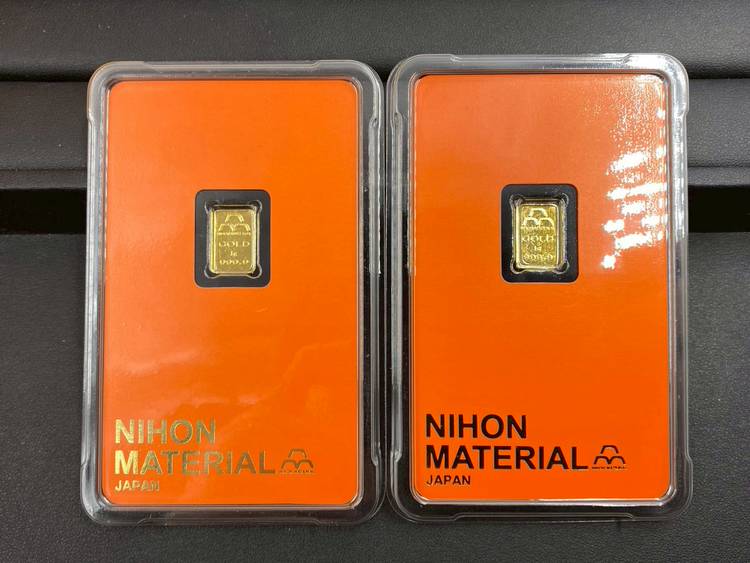 GOLD
1g
999.9
NIHON
MATERIAL
JAPAN
GOLD
1g
999.9
NIHON
MATERIAL
JAPAN